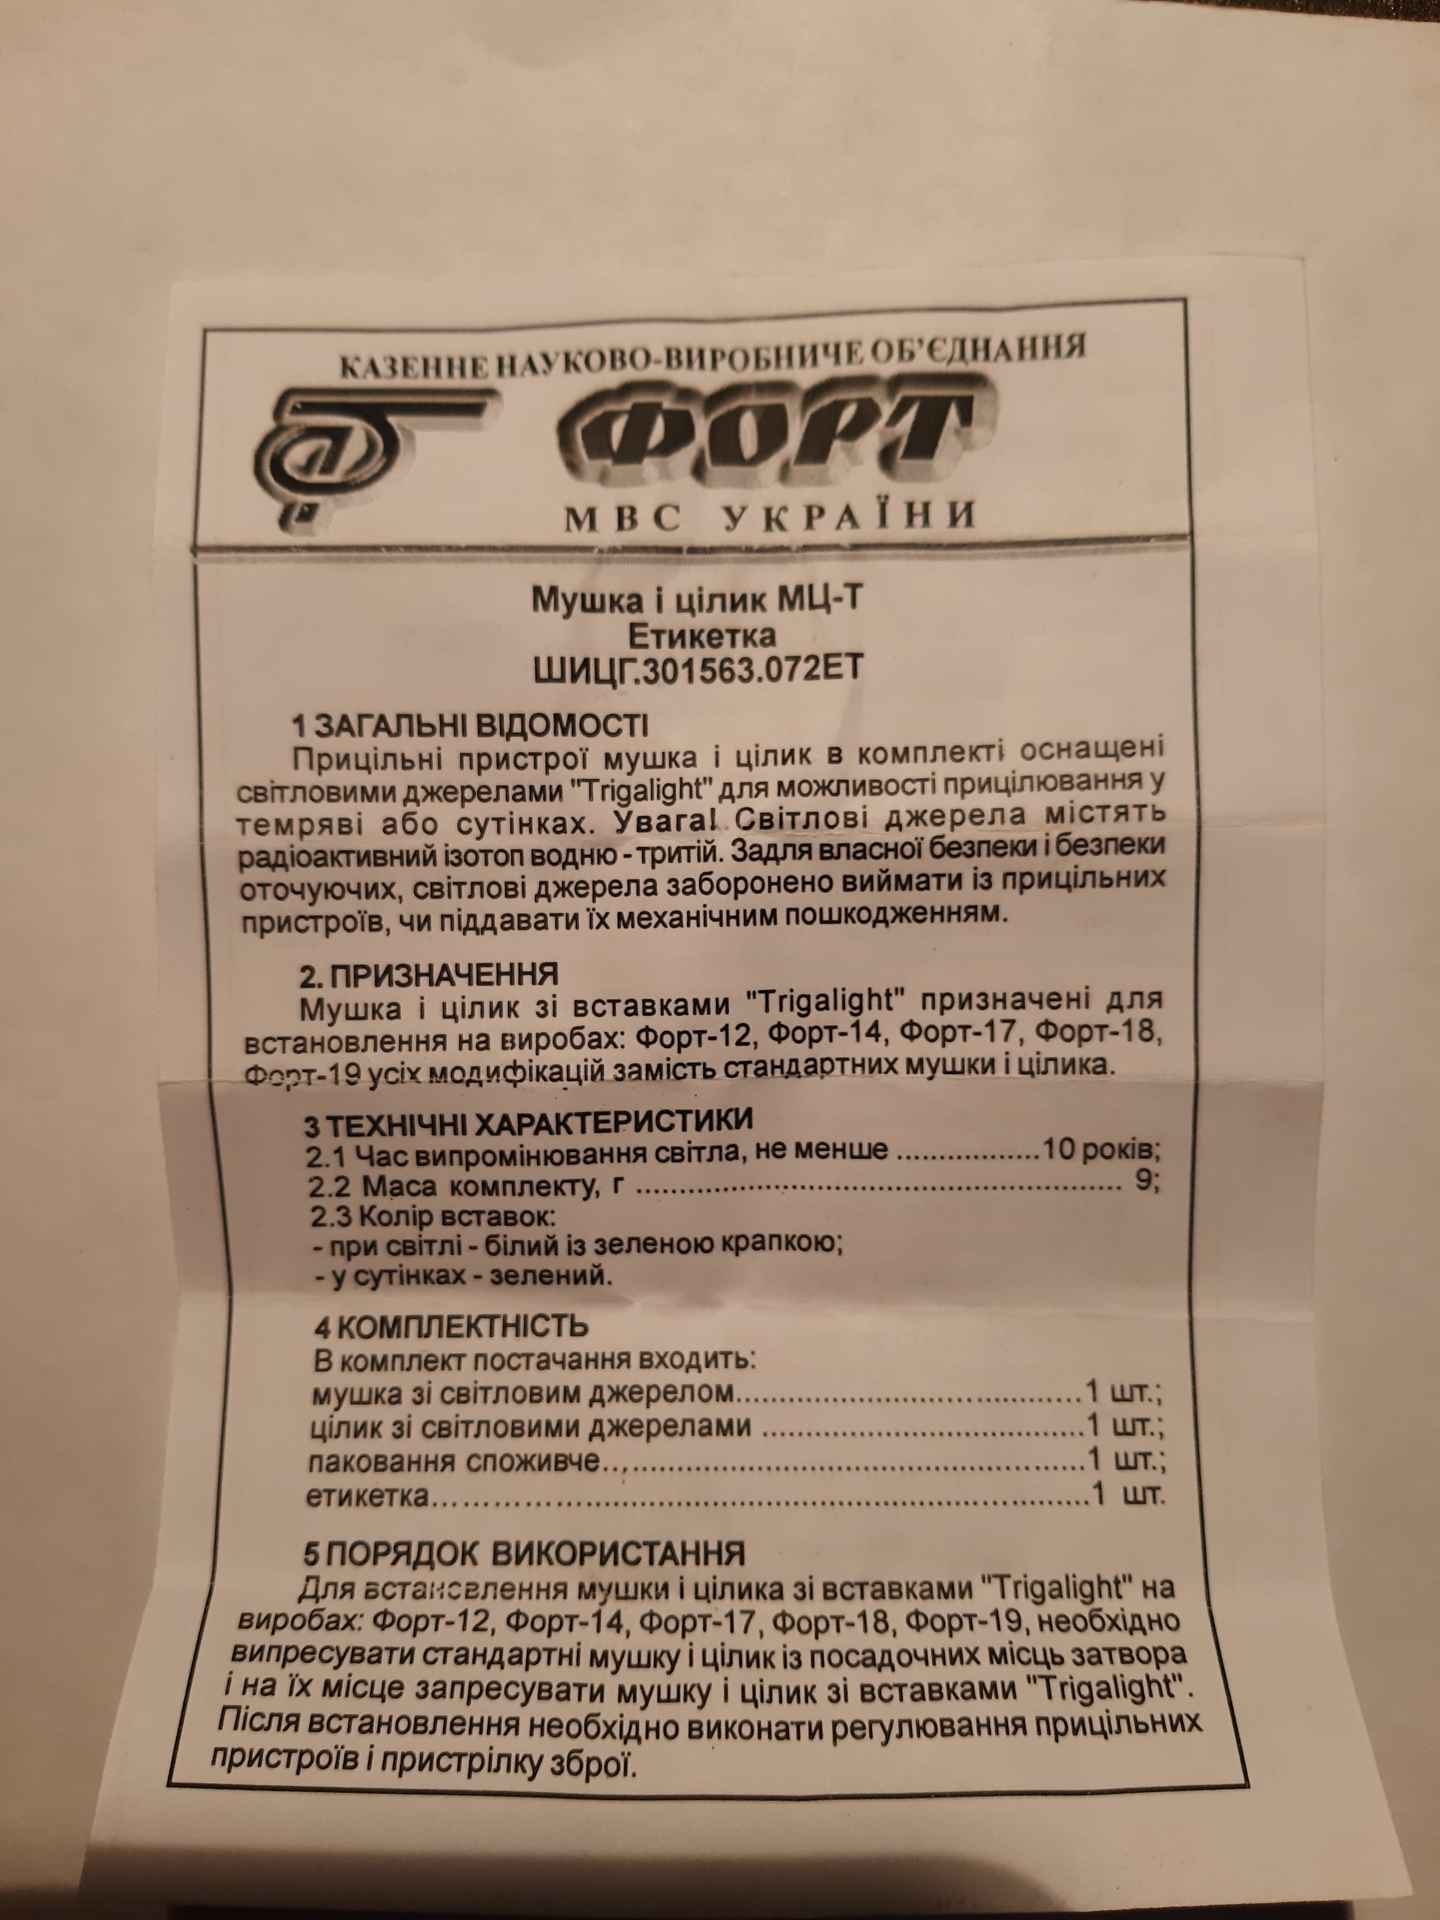 КАЗЕННЕ НАУКОВО-ВИРОБНИЧЕ ОБ'ЄДНАННЯ
ФОРТ
МВС УКРАЇНИ
Мушка і цілик МЦ-Т
Етикетка
ШИЦГ.301563.072ЕТ
1 ЗАГАЛЬНІ ВІДОМОСТІ
Прицільні пристрої мушка і цілик в комплекті оснащені
світловими джерелами "Trigalight" для можливості прицілювання у
темряві або сутінках. Увага! Світлові джерела містять
радіоактивний ізотоп водню - тритій. Задля власної безпеки і безпеки
оточуючих, світлові джерела заборонено виймати із прицільних
пристроїв, чи піддавати їх механічним пошкодженням.
2. ПРИЗНАЧЕННЯ
Мушка і цілик зі вставками "Trigalight" призначені для
встановлення на виробах: Форт-12, Форт-14, Форт-17, Форт-18,
Форт-19 усіх модифікацій замість стандартних мушки і цілика.
3 ТЕХНІЧНІ ХАРАКТЕРИСТИКИ
2.1 Час випромінювання світла, не менше .................10 років;
2.2 Маса комплекту, г .......................................................... 9;
2.3 Колір вставок:
- при світлі - білий із зеленою крапкою;
- у сутінках - зелений.
4 КОМПЛЕКТНІСТЬ
В комплект постачання входить:
мушка зі світловим джерелом.........................................1 шт.;
цілик зі світловими джерелами ......................................1 шт.;
паковання споживче.........................................................1 шт.;
етикетка...............................................................................1 шт.
5 ПОРЯДОК ВИКОРИСТАННЯ
Для встановлення мушки і цілика зі вставками "Trigalight" на
виробах: Форт-12, Форт-14, Форт-17, Форт-18, Форт-19, необхідно
випресувати стандартні мушку і цілик із посадочних місць затвора
і на їх місце запресувати мушку і цілик зі вставками "Trigalight".
Після встановлення необхідно виконати регулювання прицільних
пристроїв і пристрілку зброї.